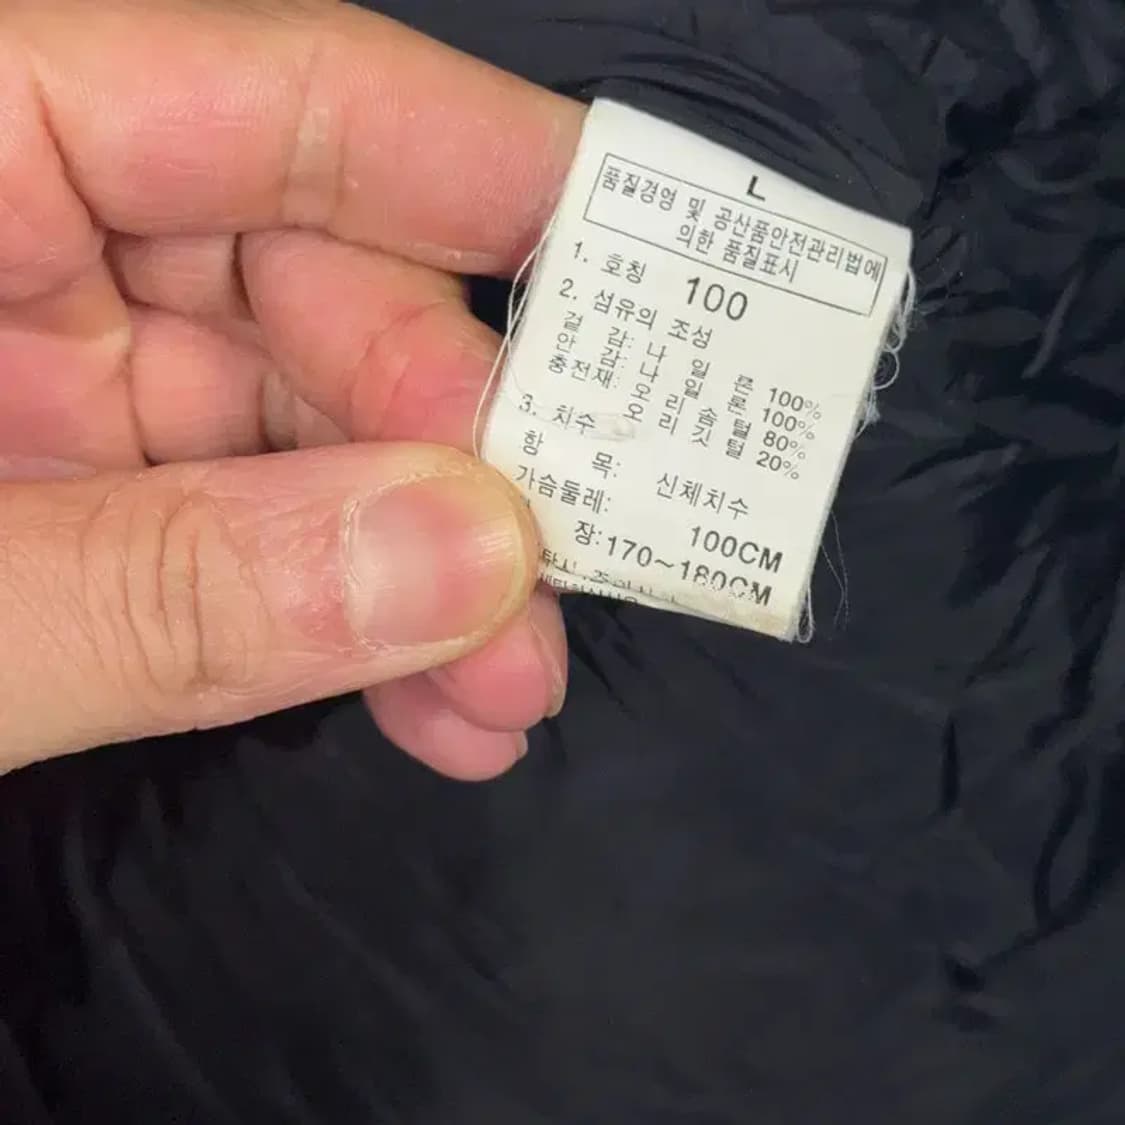 L
품질경영 및 공산품안전관리법에
의한 품질표시
1. 호칭 100
2. 섬유의 조성
겉 감: 나 일 론 100%
안 감: 나 일 론 100%
충전재: 오 리 솜 털 80%
오 리 깃 털 20%
3. 치수
항 목: 신체치수
가슴둘레: 100CM
장: 170~180CM